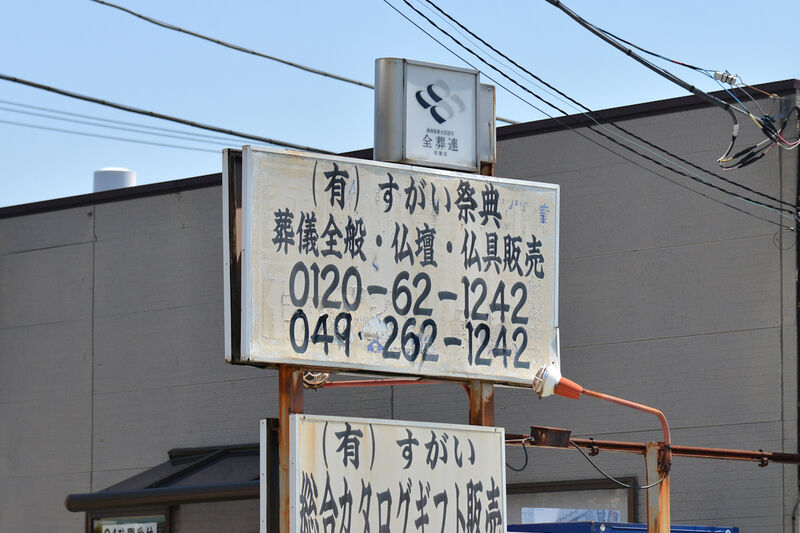 全葬連
(有)すがい祭典
葬儀全般・仏壇・仏具販売
0120-62-1242
049-262-1242
(有)すがい
総合カタログギフト販売